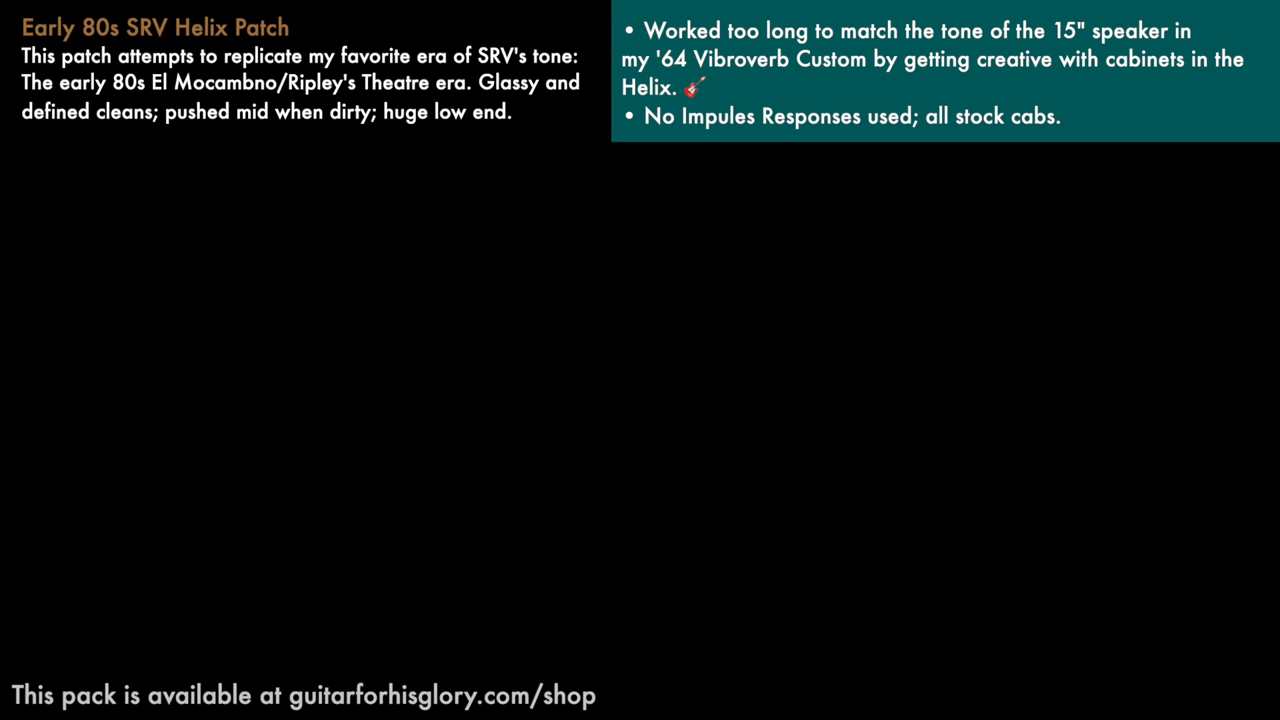 Early 80s SRV Helix Patch
This patch attempts to replicate my favorite era of SRV's tone:
The early 80s El Mocambno/Ripley's Theatre era. Glassy and
defined cleans; pushed mid when dirty; huge low end.
• Worked too long to match the tone of the 15" speaker in
my '64 Vibroverb Custom by getting creative with cabinets in the
Helix. 🎸
• No Impules Responses used; all stock cabs.
This pack is available at guitarforhisglory.com/shop